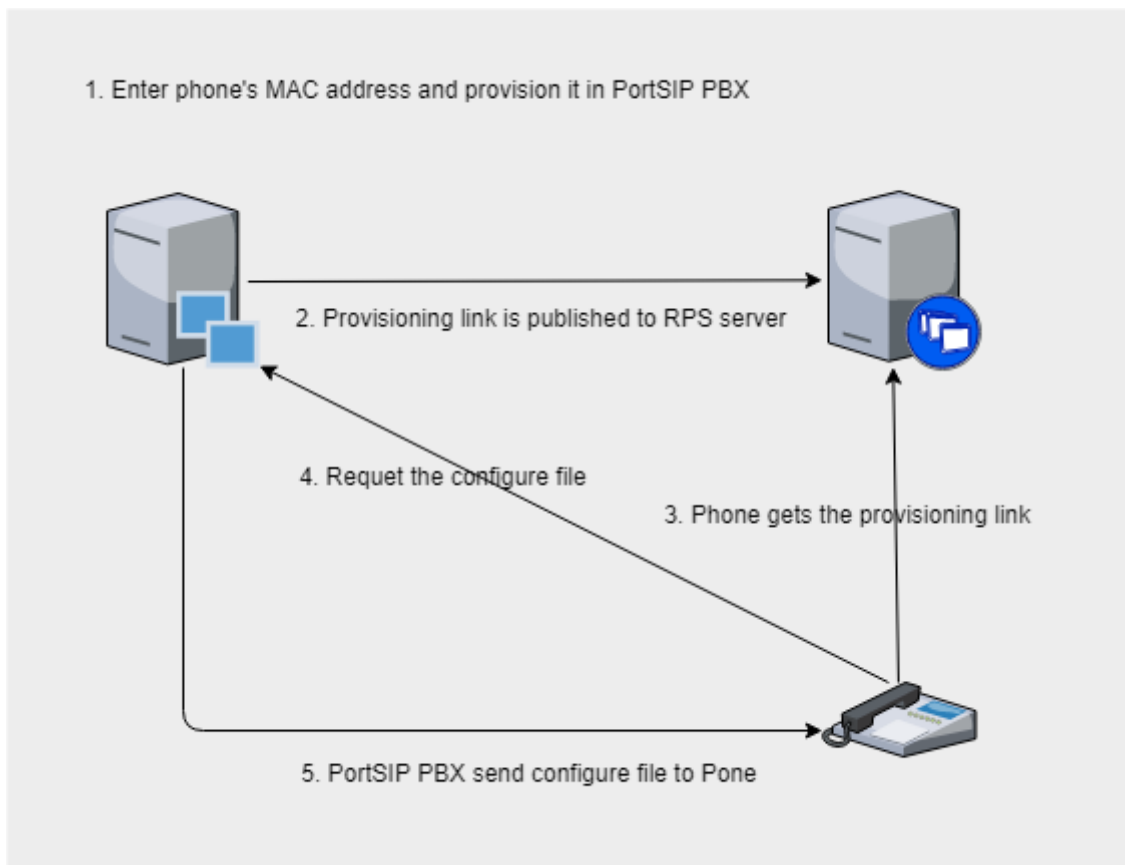 1. Enter phone's MAC address and provision it in PortSIP PBX
2. Provisioning link is published to RPS server
4. Requet the configure file
3. Phone gets the provisioning link
5. PortSIP PBX send configure file to Pone